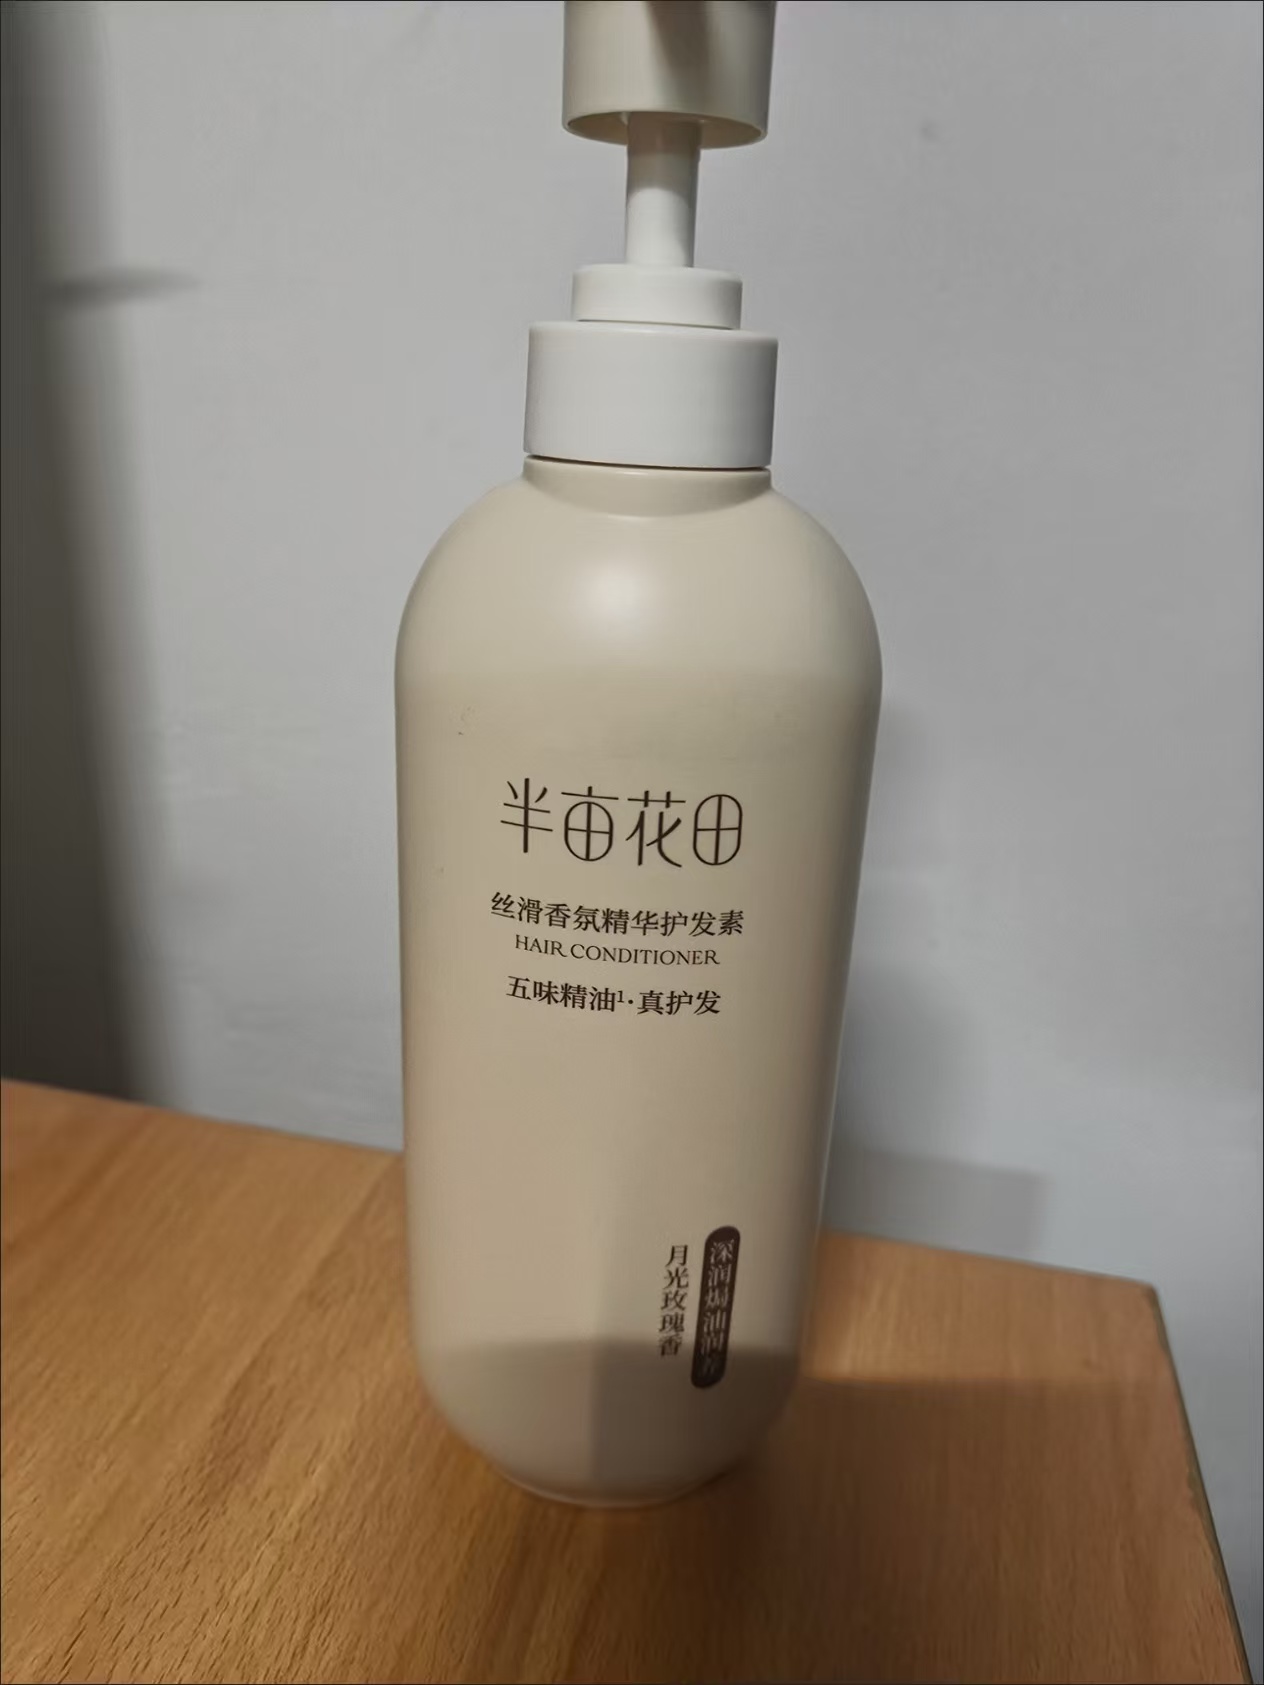 半亩花田
丝滑香氛精华护发素
HAIR CONDITIONER
五味精油¹·真护发
深润焗油润养
月光玫瑰香